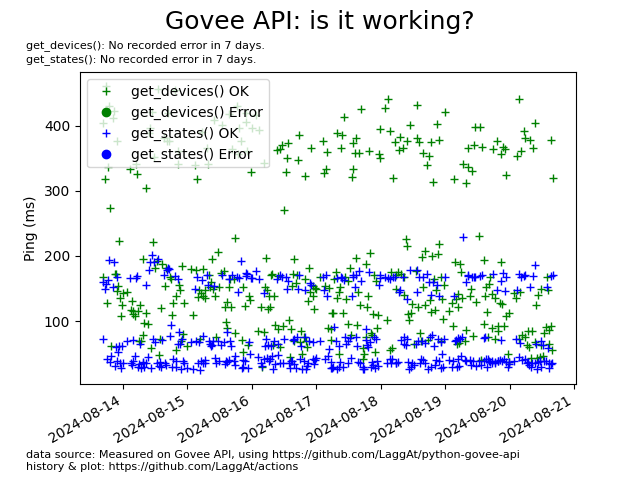 Govee API: is it working?
get_devices(): No recorded error in 7 days.
get_states(): No recorded error in 7 days.
get_devices() OK
get_devices() Error
get_states() OK
get_states() Error
Ping (ms)
400
300
200
100
2024-08-14
2024-08-15
2024-08-16
2024-08-17
2024-08-18
2024-08-19
2024-08-20
2024-08-21
data source: Measured on Govee API, using https://github.com/LaggAt/python-govee-api
history & plot: https://github.com/LaggAt/actions